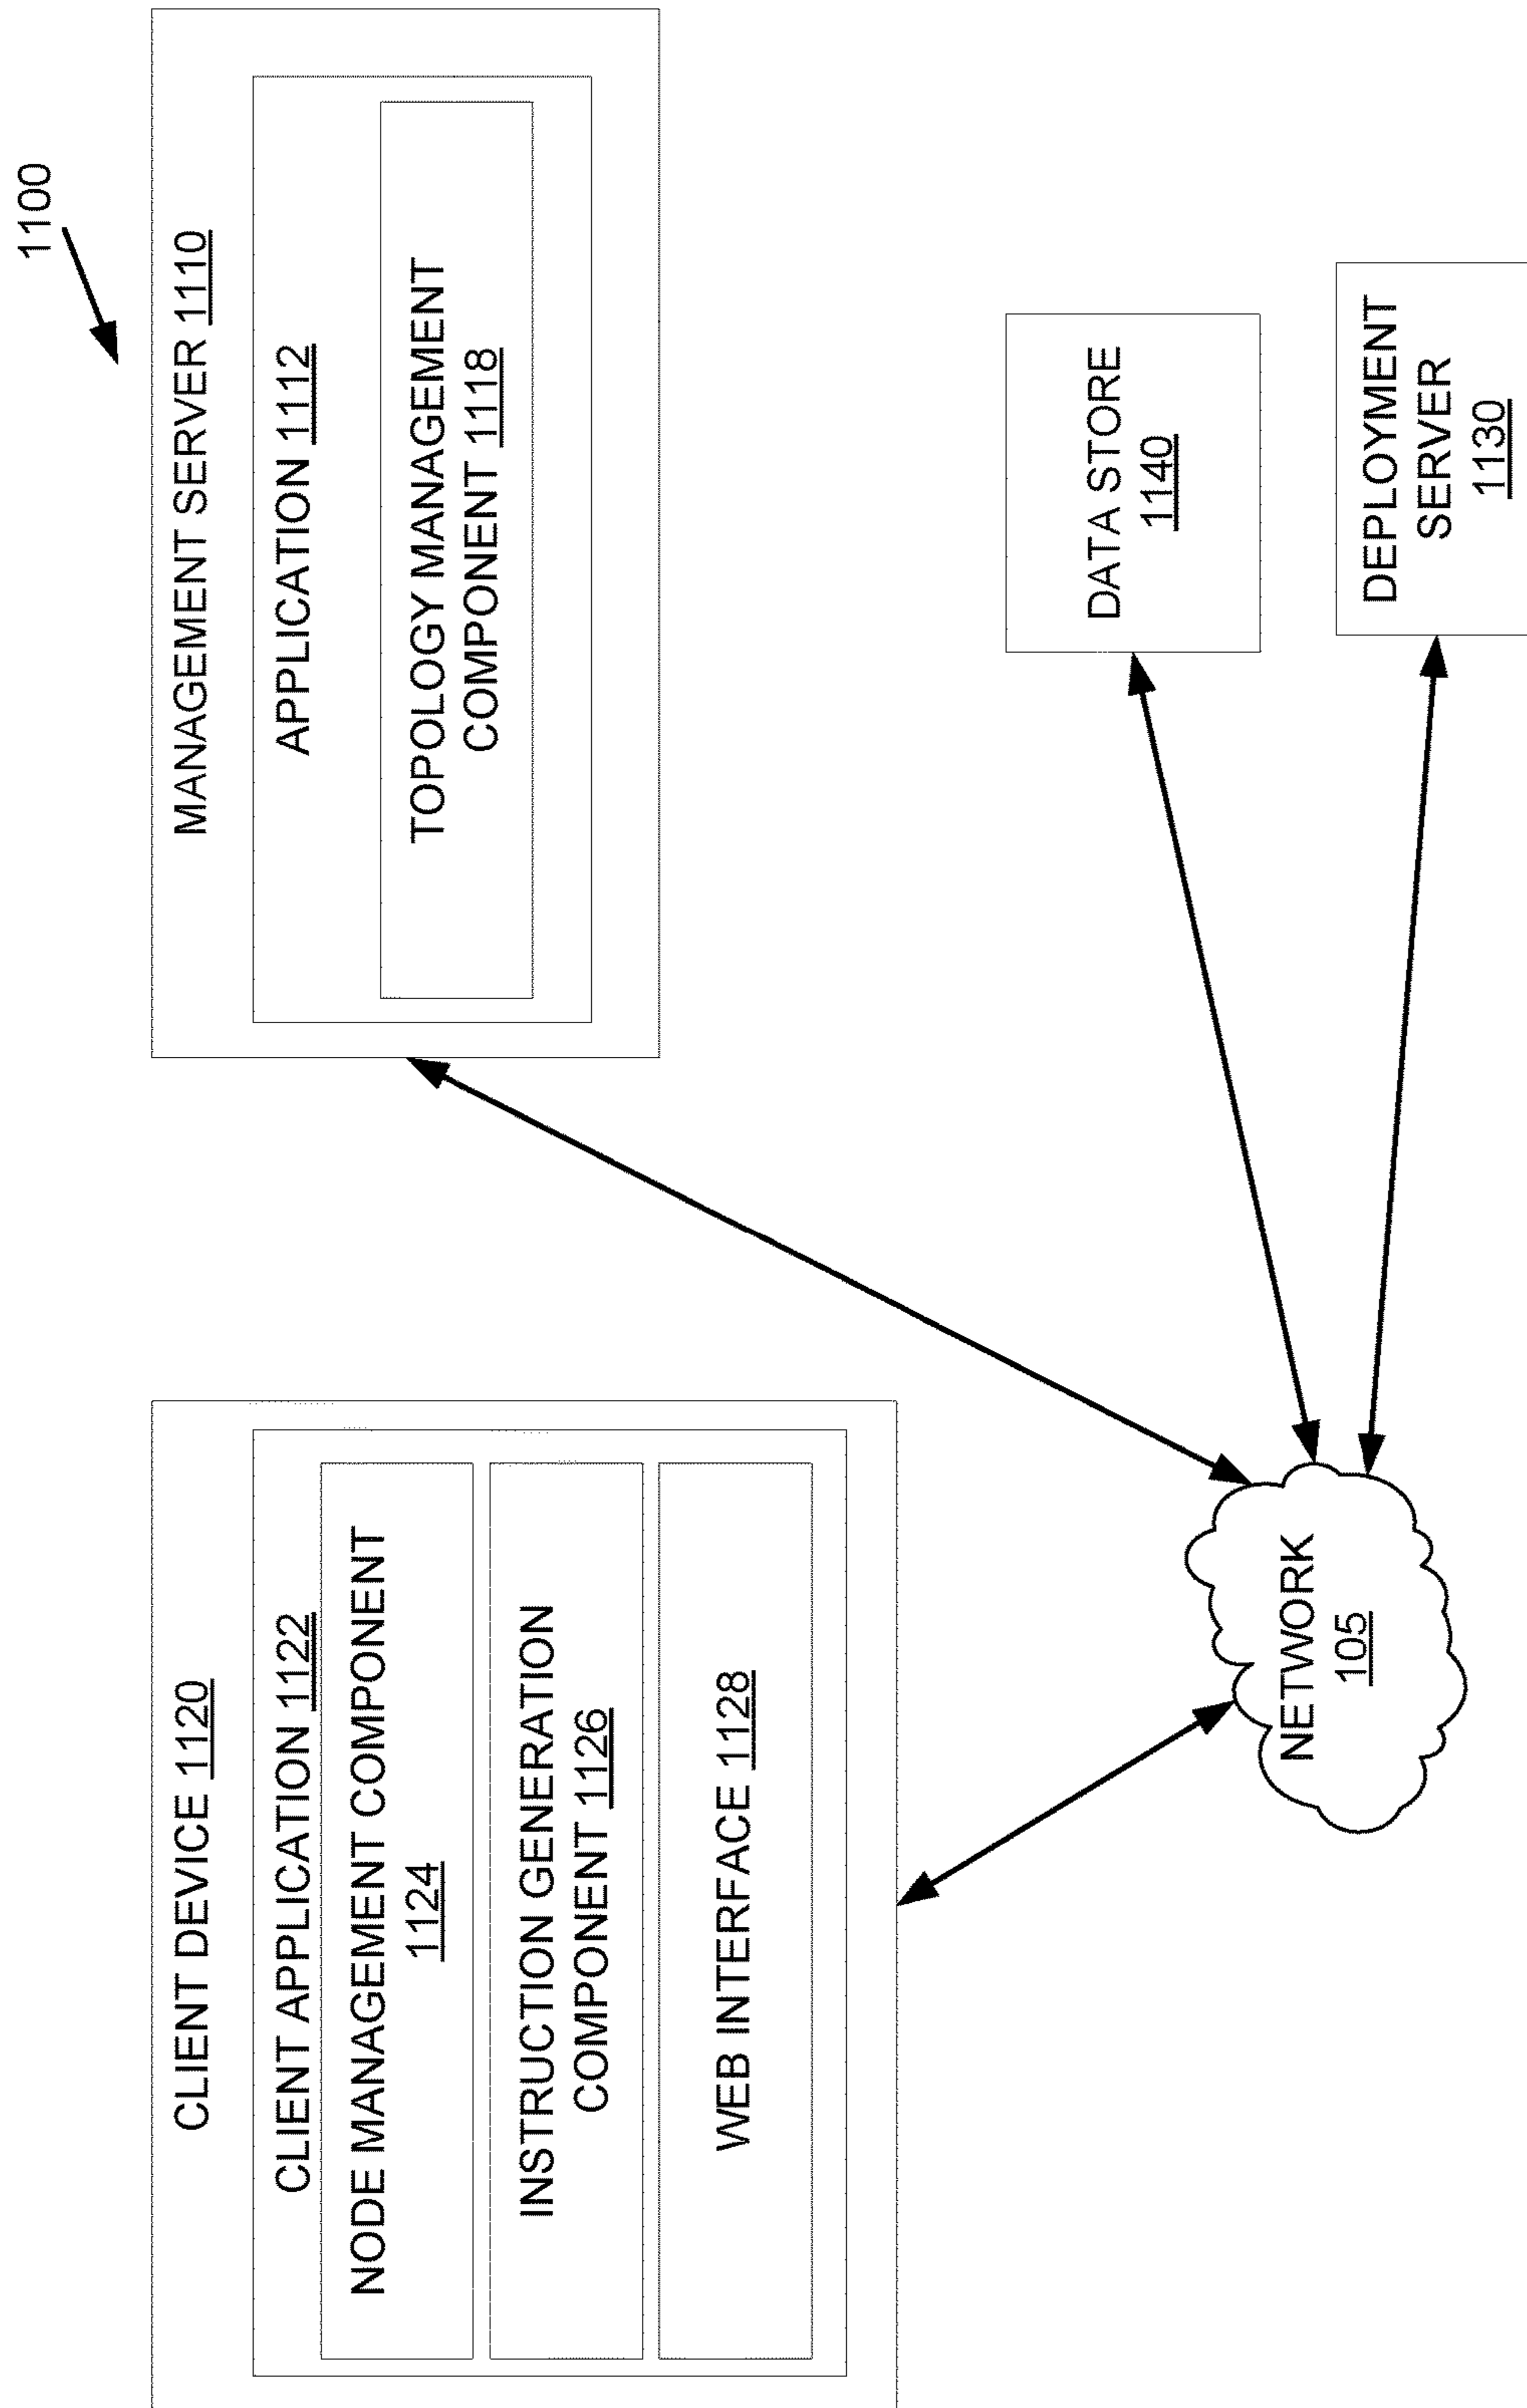 1100
CLIENT DEVICE 1120
CLIENT APPLICATION 1122
NODE MANAGEMENT COMPONENT
1124
INSTRUCTION GENERATION
COMPONENT 1126
WEB INTERFACE 1128
MANAGEMENT SERVER 1110
APPLICATION 1112
TOPOLOGY MANAGEMENT
COMPONENT 1118
NETWORK
105
DATA STORE
1140
DEPLOYMENT
SERVER
1130